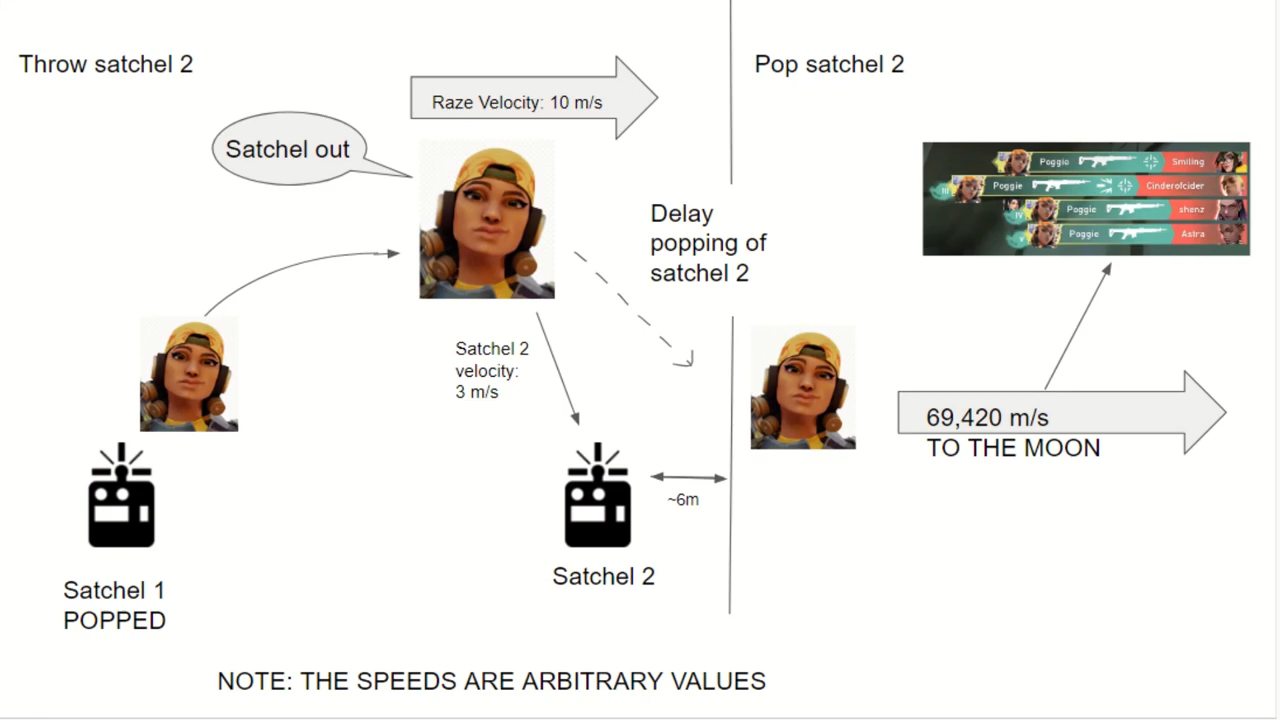 Throw satchel 2
Pop satchel 2
Raze Velocity: 10 m/s
Satchel out
Poggie Smiling
III Poggie Cinderofcider
IV Poggie shenz
V Poggie Astra
Delay
popping of
satchel 2
Satchel 2
velocity:
3 m/s
69,420 m/s
TO THE MOON
~6m
Satchel 2
Satchel 1
POPPED
NOTE: THE SPEEDS ARE ARBITRARY VALUES